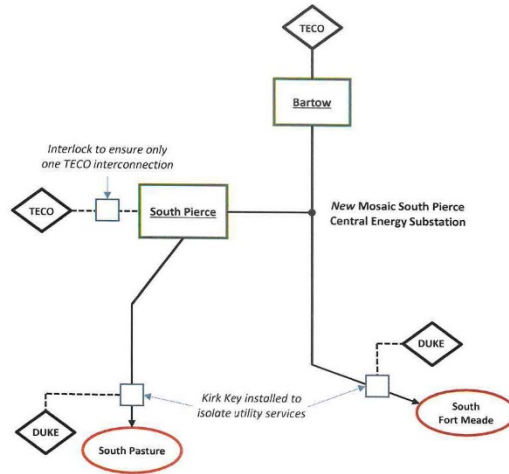 TECO
Bartow
Interlock to ensure only
one TECO interconnection
TECO
South Pierce
New Mosaic South Pierce
Central Energy Substation
DUKE
Kirk Key installed to
isolate utility services
DUKE
South Pasture
South
Fort Meade